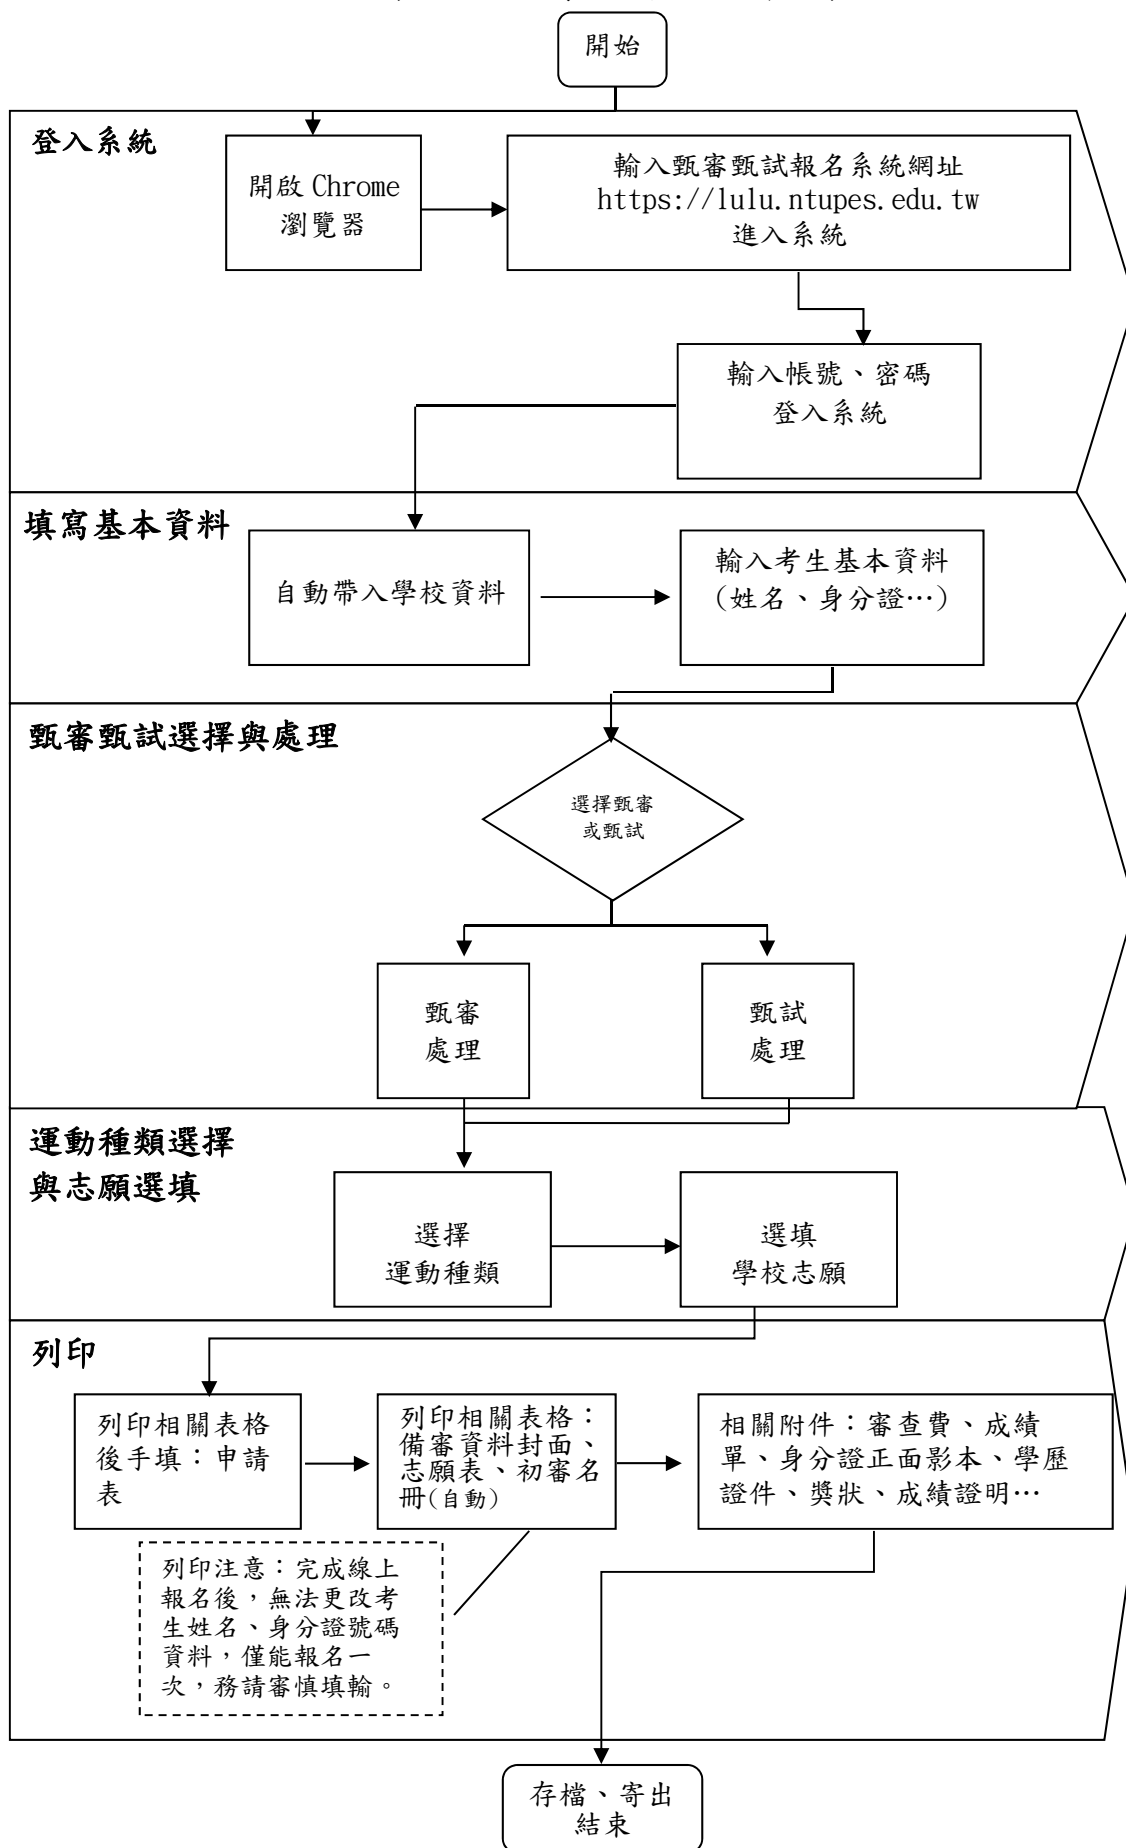 開始
登入系統
開啟 Chrome
瀏覽器
輸入甄審甄試報名系統網址
https://lulu.ntupes.edu.tw
進入系統
輸入帳號、密碼
登入系統
填寫基本資料
自動帶入學校資料
輸入考生基本資料
(姓名、身分證…)
甄審甄試選擇與處理
選擇甄審
或甄試
甄審
處理
甄試
處理
運動種類選擇
與志願選填
選擇
運動種類
選填
學校志願
列印
列印相關表格
後手填：申請
表
列印相關表格：
備審資料封面、
志願表、初審名
冊(自動)
相關附件：審查費、成績
單、身分證正面影本、學歷
證件、獎狀、成績證明…
列印注意：完成線上
報名後，無法更改考
生姓名、身分證號碼
資料，僅能報名一
次，務請審慎填輸。
存檔、寄出
結束